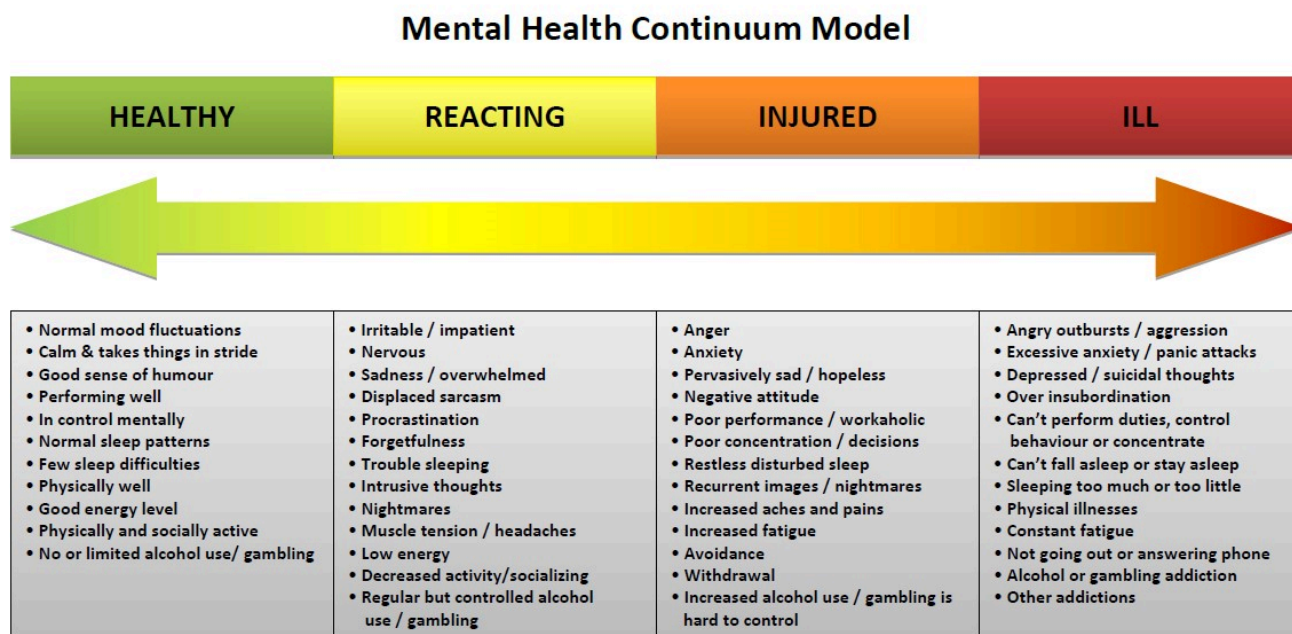 Mental Health Continuum Model
HEALTHY
REACTING
INJURED
ILL
• Normal mood fluctuations
• Calm & takes things in stride
• Good sense of humour
• Performing well
• In control mentally
• Normal sleep patterns
• Few sleep difficulties
• Physically well
• Good energy level
• Physically and socially active
• No or limited alcohol use/ gambling
• Irritable / impatient
• Nervous
• Sadness / overwhelmed
• Displaced sarcasm
• Procrastination
• Forgetfulness
• Trouble sleeping
• Intrusive thoughts
• Nightmares
• Muscle tension / headaches
• Low energy
• Decreased activity/socializing
• Regular but controlled alcohol
use / gambling
• Anger
• Anxiety
• Pervasively sad / hopeless
• Negative attitude
• Poor performance / workaholic
• Poor concentration / decisions
• Restless disturbed sleep
• Recurrent images / nightmares
• Increased aches and pains
• Increased fatigue
• Avoidance
• Withdrawal
• Increased alcohol use / gambling is
hard to control
• Angry outbursts / aggression
• Excessive anxiety / panic attacks
• Depressed / suicidal thoughts
• Over insubordination
• Can't perform duties, control
behaviour or concentrate
• Can't fall asleep or stay asleep
• Sleeping too much or too little
• Physical illnesses
• Constant fatigue
• Not going out or answering phone
• Alcohol or gambling addiction
• Other addictions